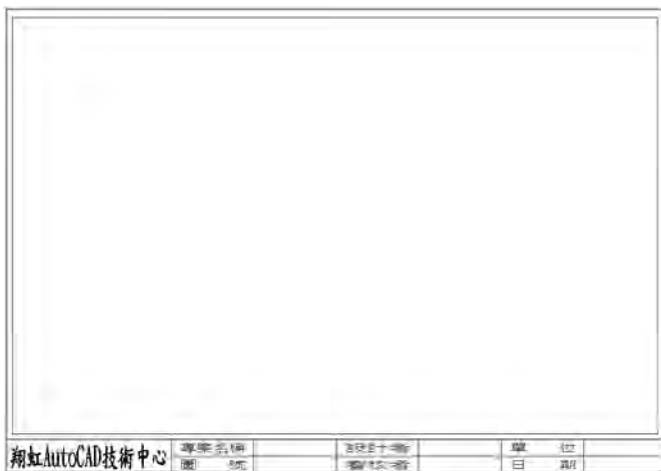 翔虹AutoCAD技術中心
專業名稱 設計者 單 位
圖 號 審核者 日 期